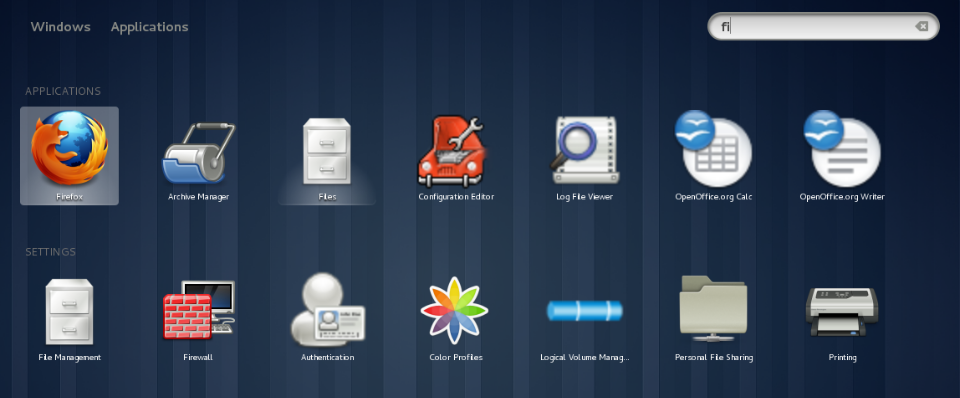 Windows Applications fi
APPLICATIONS
Firefox Archive Manager Files Configuration Editor Log File Viewer OpenOffice.org Calc OpenOffice.org Writer
SETTINGS
File Management Firewall Authentication Color Profiles Logical Volume Manag... Personal File Sharing Printing